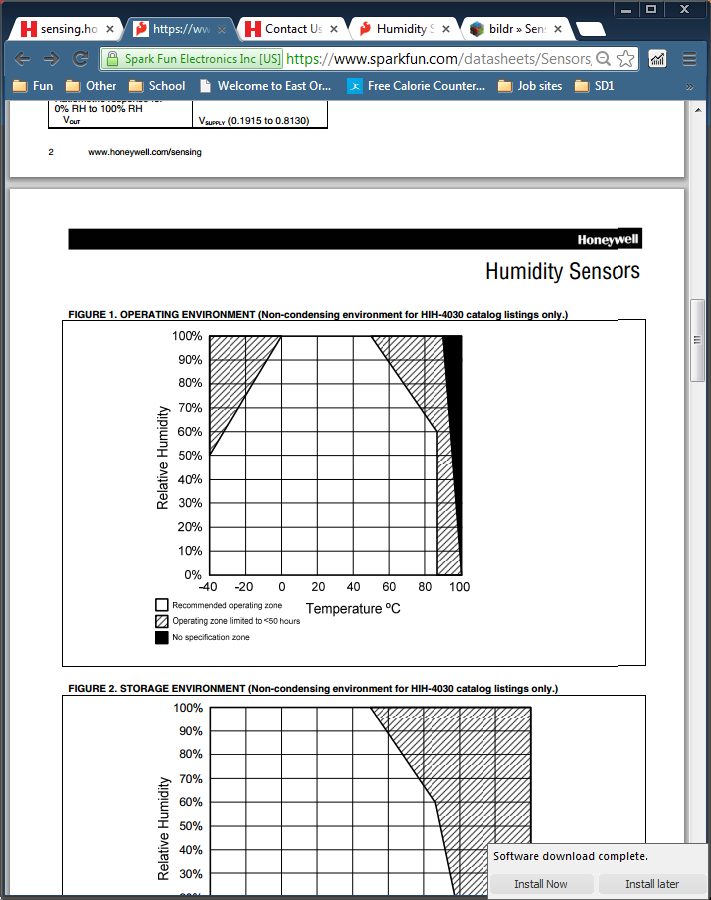 sensing.ho
https://ww
Contact Us
Humidity S
bildr » Sens
Spark Fun Electronics Inc [US]
https://www.sparkfun.com/datasheets/Sensors
Fun
Other
School
Welcome to East Or...
Free Calorie Counter...
Job sites
SD1
»
0% RH to 100% RH
VOUT
VSUPPLY (0.1915 to 0.8130)
2 www.honeywell.com/sensing
Honeywell
Humidity Sensors
FIGURE 1. OPERATING ENVIRONMENT (Non-condensing environment for HIH-4030 catalog listings only.)
100%
90%
80%
70%
60%
50%
40%
30%
20%
10%
0%
Relative Humidity
-40 -20 0 20 40 60 80 100
Temperature ºC
Recommended operating zone
Operating zone limited to <50 hours
No specification zone
FIGURE 2. STORAGE ENVIRONMENT (Non-condensing environment for HIH-4030 catalog listings only.)
100%
90%
80%
70%
60%
50%
40%
30%
Relative Humidity
Software download complete.
Install Now
Install later